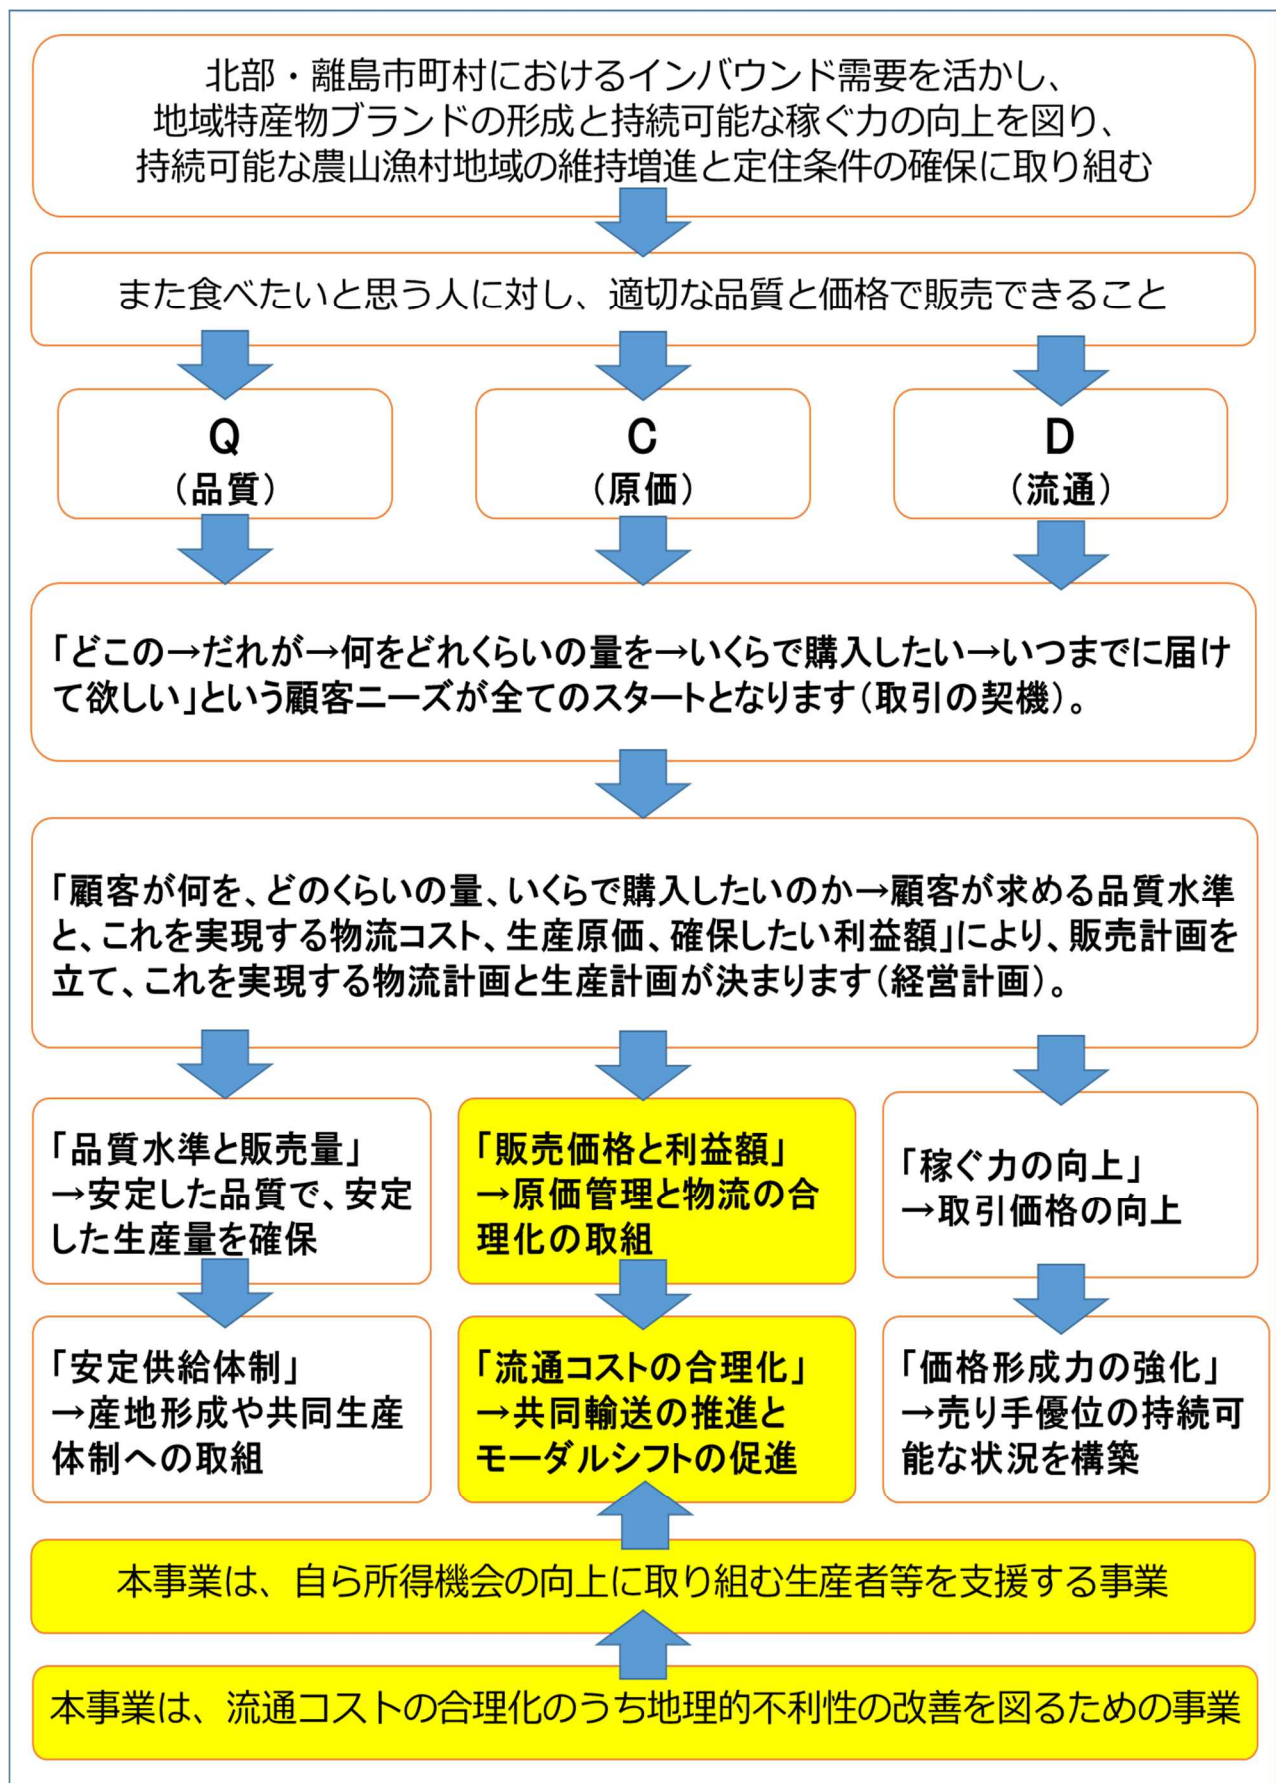 北部・離島市町村におけるインバウンド需要を活かし、
地域特産物ブランドの形成と持続可能な稼ぐ力の向上を図り、
持続可能な農山漁村地域の維持増進と定住条件の確保に取り組む
また食べたいと思う人に対し、適切な品質と価格で販売できること
Q
（品質）
C
（原価）
D
（流通）
「どこの→だれが→何をどれくらいの量を→いくらで購入したい→いつまでに届け
て欲しい」という顧客ニーズが全てのスタートとなります（取引の契機）。
「顧客が何を、どのくらいの量、いくらで購入したいのか→顧客が求める品質水準
と、これを実現する物流コスト、生産原価、確保したい利益額」により、販売計画を
立て、これを実現する物流計画と生産計画が決まります（経営計画）。
「品質水準と販売量」
→安定した品質で、安定
した生産量を確保
「販売価格と利益額」
→原価管理と物流の合
理化の取組
「稼ぐ力の向上」
→取引価格の向上
「安定供給体制」
→産地形成や共同生産
体制への取組
「流通コストの合理化」
→共同輸送の推進と
モーダルシフトの促進
「価格形成力の強化」
→売り手優位の持続可
能な状況を構築
本事業は、自ら所得機会の向上に取り組む生産者等を支援する事業
本事業は、流通コストの合理化のうち地理的不利性の改善を図るための事業